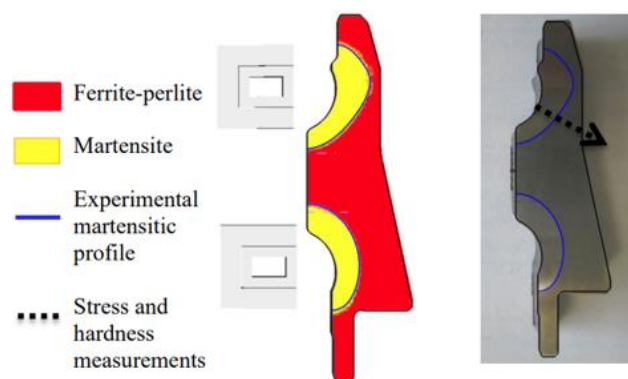 Ferrite-perlite
Martensite
Experimental
martensitic
profile
Stress and
hardness
measurements